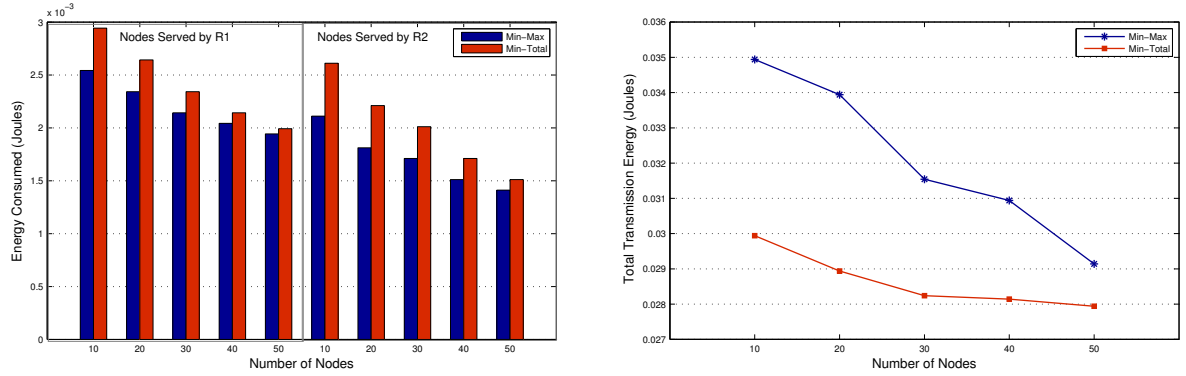 x 10⁻³
Nodes Served by R1
Nodes Served by R2
Min−Max
Min−Total
3
2.5
2
1.5
1
0.5
0
Energy Consumed (Joules)
10 20 30 40 50 10 20 30 40 50
Number of Nodes
Min−Max
Min−Total
0.036
0.035
0.034
0.033
0.032
0.031
0.03
0.029
0.028
0.027
Total Transmission Energy (Joules)
10 20 30 40 50
Number of Nodes